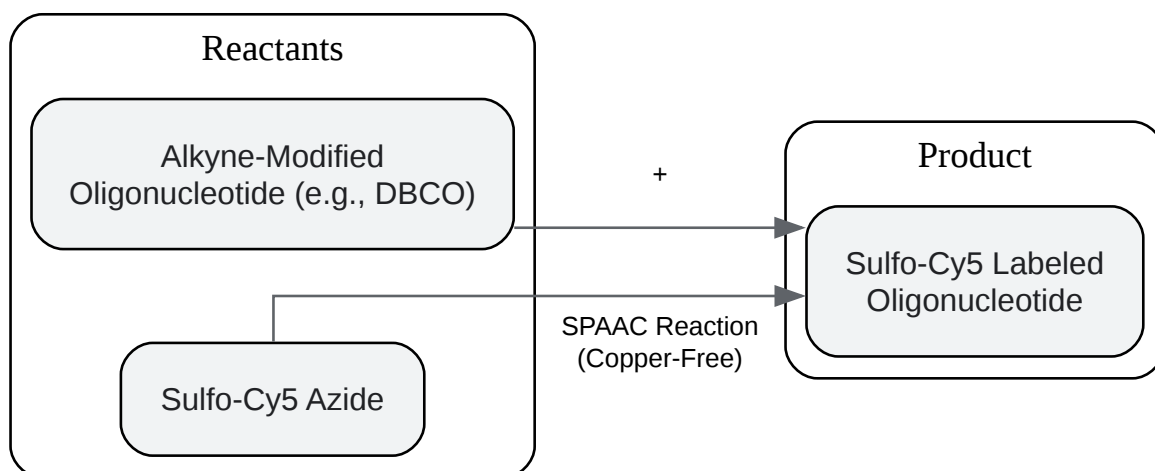 Reactants
Alkyne-Modified
Oligonucleotide (e.g., DBCO)
Sulfo-Cy5 Azide
+
SPAAC Reaction
(Copper-Free)
Product
Sulfo-Cy5 Labeled
Oligonucleotide